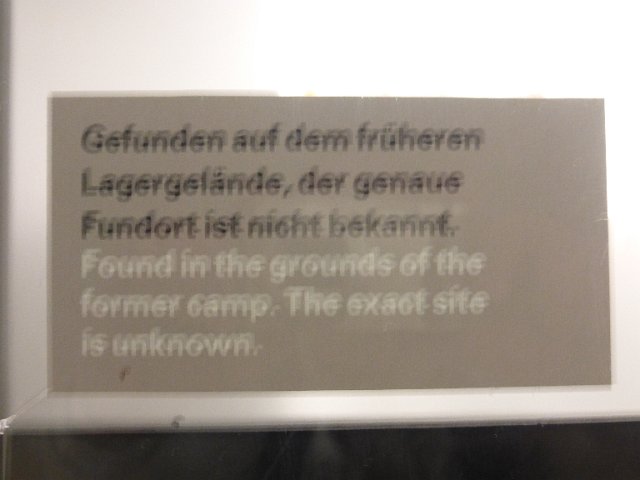 Gefunden auf dem früheren
Lagergelände, der genaue
Fundort ist nicht bekannt.
Found in the grounds of the
former camp. The exact site
is unknown.